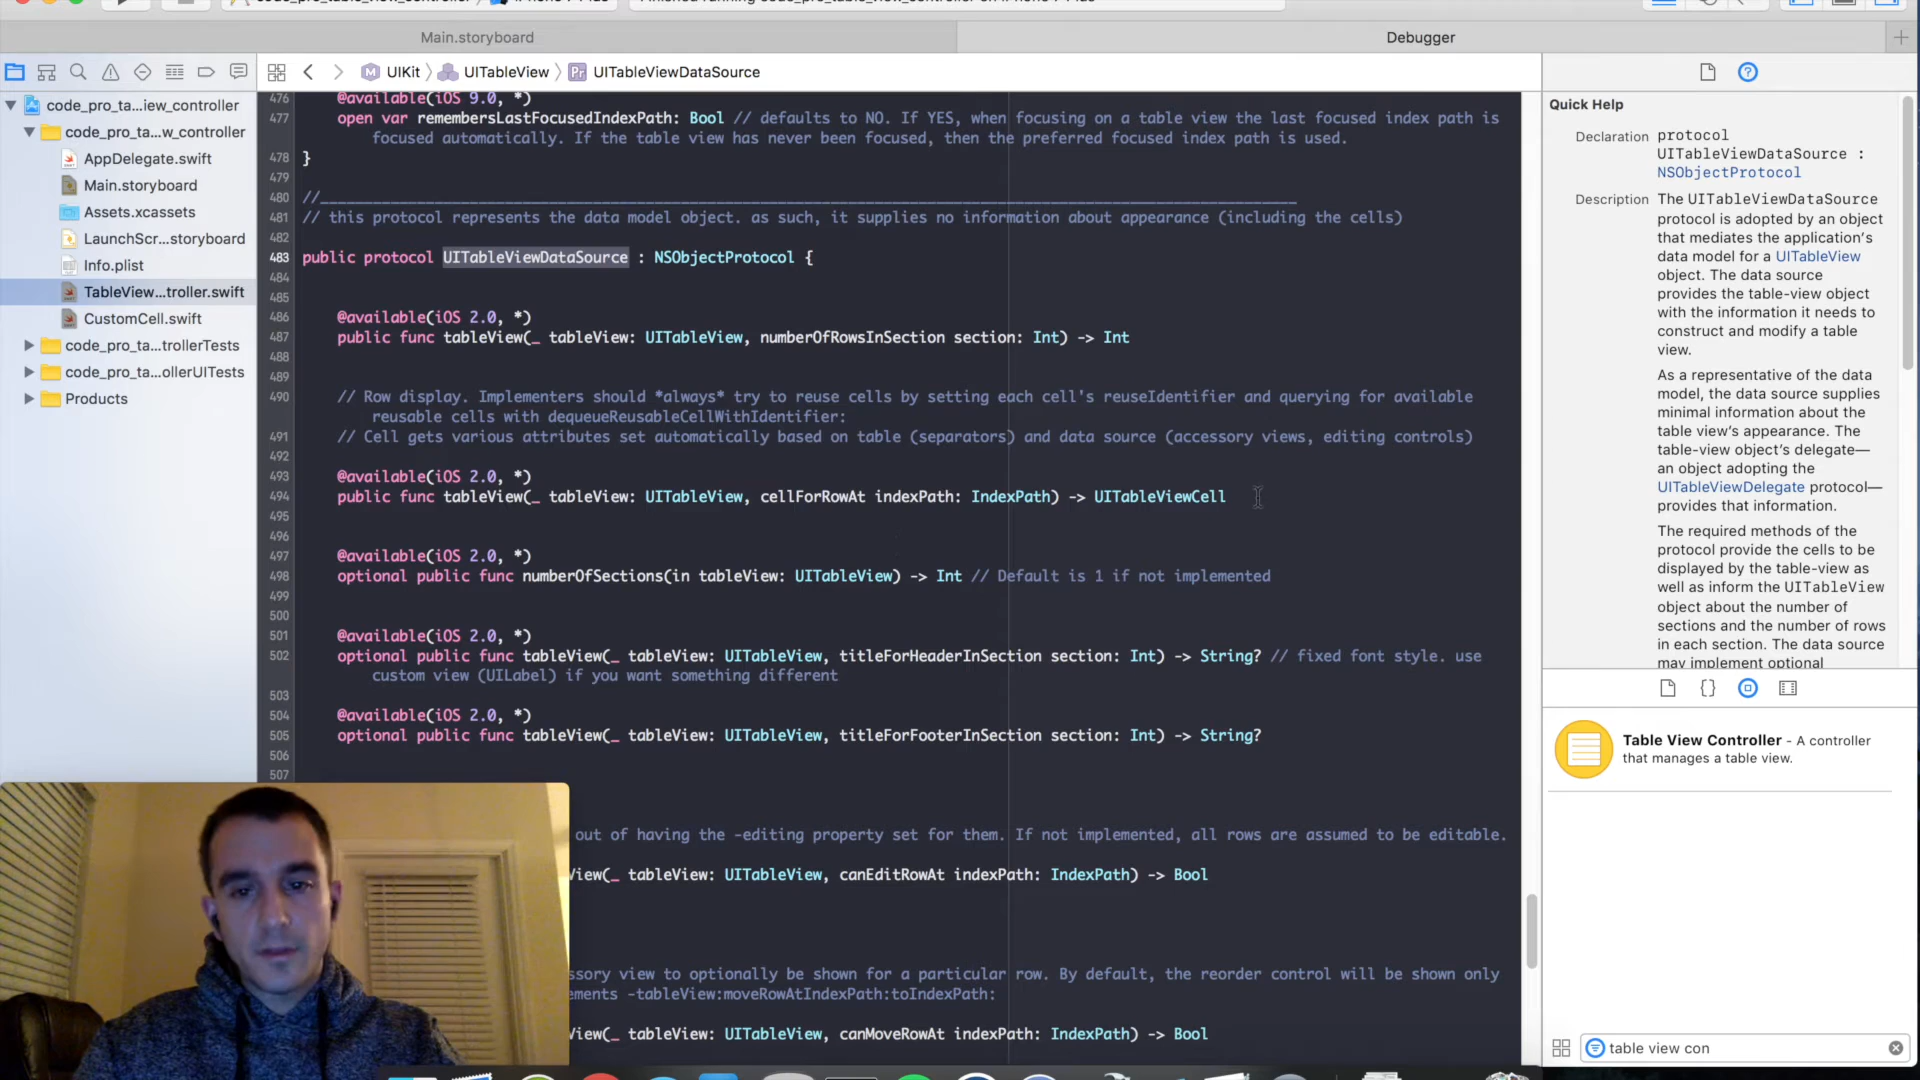 Main.storyboard
Debugger
UIKit
UITableView
Pr
UITableViewDataSource
code_pro_ta...iew_controller
code_pro_ta...w_controller
AppDelegate.swift
Main.storyboard
Assets.xcassets
LaunchScr...storyboard
Info.plist
TableView...troller.swift
CustomCell.swift
code_pro_ta...trollerTests
code_pro_ta...ollerUITests
Products
476 @available(iOS 9.0, *)
477 open var remembersLastFocusedIndexPath: Bool // defaults to NO. If YES, when focusing on a table view the last focused index path is
focused automatically. If the table view has never been focused, then the preferred focused index path is used.
478 }
479
480 //_______________________________________________________________________________________________________________
481 // this protocol represents the data model object. as such, it supplies no information about appearance (including the cells)
482
483 public protocol UITableViewDataSource : NSObjectProtocol {
484
485
486 @available(iOS 2.0, *)
487 public func tableView(_ tableView: UITableView, numberOfRowsInSection section: Int) -> Int
488
489
490 // Row display. Implementers should *always* try to reuse cells by setting each cell's reuseIdentifier and querying for available
reusable cells with dequeueReusableCellWithIdentifier:
491 // Cell gets various attributes set automatically based on table (separators) and data source (accessory views, editing controls)
492
493 @available(iOS 2.0, *)
494 public func tableView(_ tableView: UITableView, cellForRowAt indexPath: IndexPath) -> UITableViewCell
495
496
497 @available(iOS 2.0, *)
498 optional public func numberOfSections(in tableView: UITableView) -> Int // Default is 1 if not implemented
499
500
501 @available(iOS 2.0, *)
502 optional public func tableView(_ tableView: UITableView, titleForHeaderInSection section: Int) -> String? // fixed font style. use
custom view (UILabel) if you want something different
503
504 @available(iOS 2.0, *)
505 optional public func tableView(_ tableView: UITableView, titleForFooterInSection section: Int) -> String?
506
507
out of having the -editing property set for them. If not implemented, all rows are assumed to be editable.
View(_ tableView: UITableView, canEditRowAt indexPath: IndexPath) -> Bool
ssory view to optionally be shown for a particular row. By default, the reorder control will be shown only
ements -tableView:moveRowAtIndexPath:toIndexPath:
View(_ tableView: UITableView, canMoveRowAt indexPath: IndexPath) -> Bool
Quick Help
Declaration protocol
UITableViewDataSource :
NSObjectProtocol
Description The UITableViewDataSource
protocol is adopted by an object
that mediates the application's
data model for a UITableView
object. The data source
provides the table-view object
with the information it needs to
construct and modify a table
view.
As a representative of the data
model, the data source supplies
minimal information about the
table view's appearance. The
table-view object's delegate—
an object adopting the
UITableViewDelegate protocol—
provides that information.
The required methods of the
protocol provide the cells to be
displayed by the table-view as
well as inform the UITableView
object about the number of
sections and the number of rows
in each section. The data source
may implement optional
{}
Table View Controller - A controller
that manages a table view.
table view con